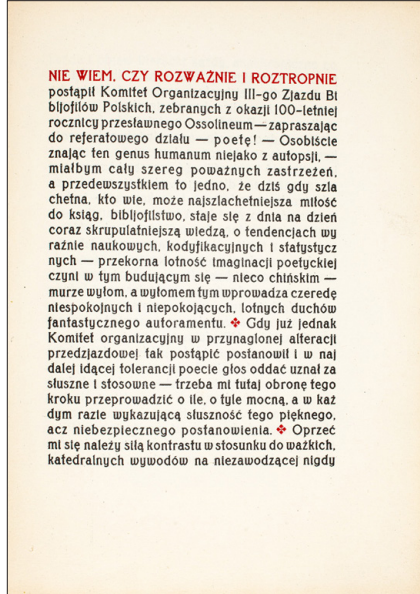 NIE WIEM, CZY ROZWAŻNIE I ROZTROPNIE
postąpił Komitet Organizacyjny III-go Zjazdu Bi
bljofilów Polskich, zebranych z okazji 100-letniej
rocznicy przesławnego Ossolineum — zapraszając
do referatowego działu — poetę! — Osobiście
znając ten genus humanum niejako z autopsji, —
miałbym cały szereg poważnych zastrzeżeń,
a przedewszystkiem to jedno, że dziś gdy szla
chetna, kto wie, może najszlachetniejsza miłość
do ksiąg, bibljofilstwo, staje się z dnia na dzień
coraz skrupulatniejszą wiedzą, o tendencjach wy
raźnie naukowych, kodyfikacyjnych i statystycz
nych — przekorna lotność imaginacji poetyckiej
czyni w tym budującym się — nieco chińskim —
murze wyłom, a wyłomem tym wprowadza czeredę
niespokojnych i niepokojących, lotnych duchów
fantastycznego autoramentu. ❖ Gdy już jednak
Komitet organizacyjny w przynaglonej alteracji
przedzjazdowej tak postąpić postanowił i w naj
dalej idącej tolerancji poecie głos oddać uznał za
słuszne i stosowne — trzeba mi tutaj obronę tego
kroku przeprowadzić o ile, o tyle mocną, a w każ
dym razie wykazującą słuszność tego pięknego,
acz niebezpiecznego postanowienia. ❖ Oprzeć
mi się należy siłą kontrastu w stosunku do ważkich,
katedralnych wywodów na niezawodzącej nigdy